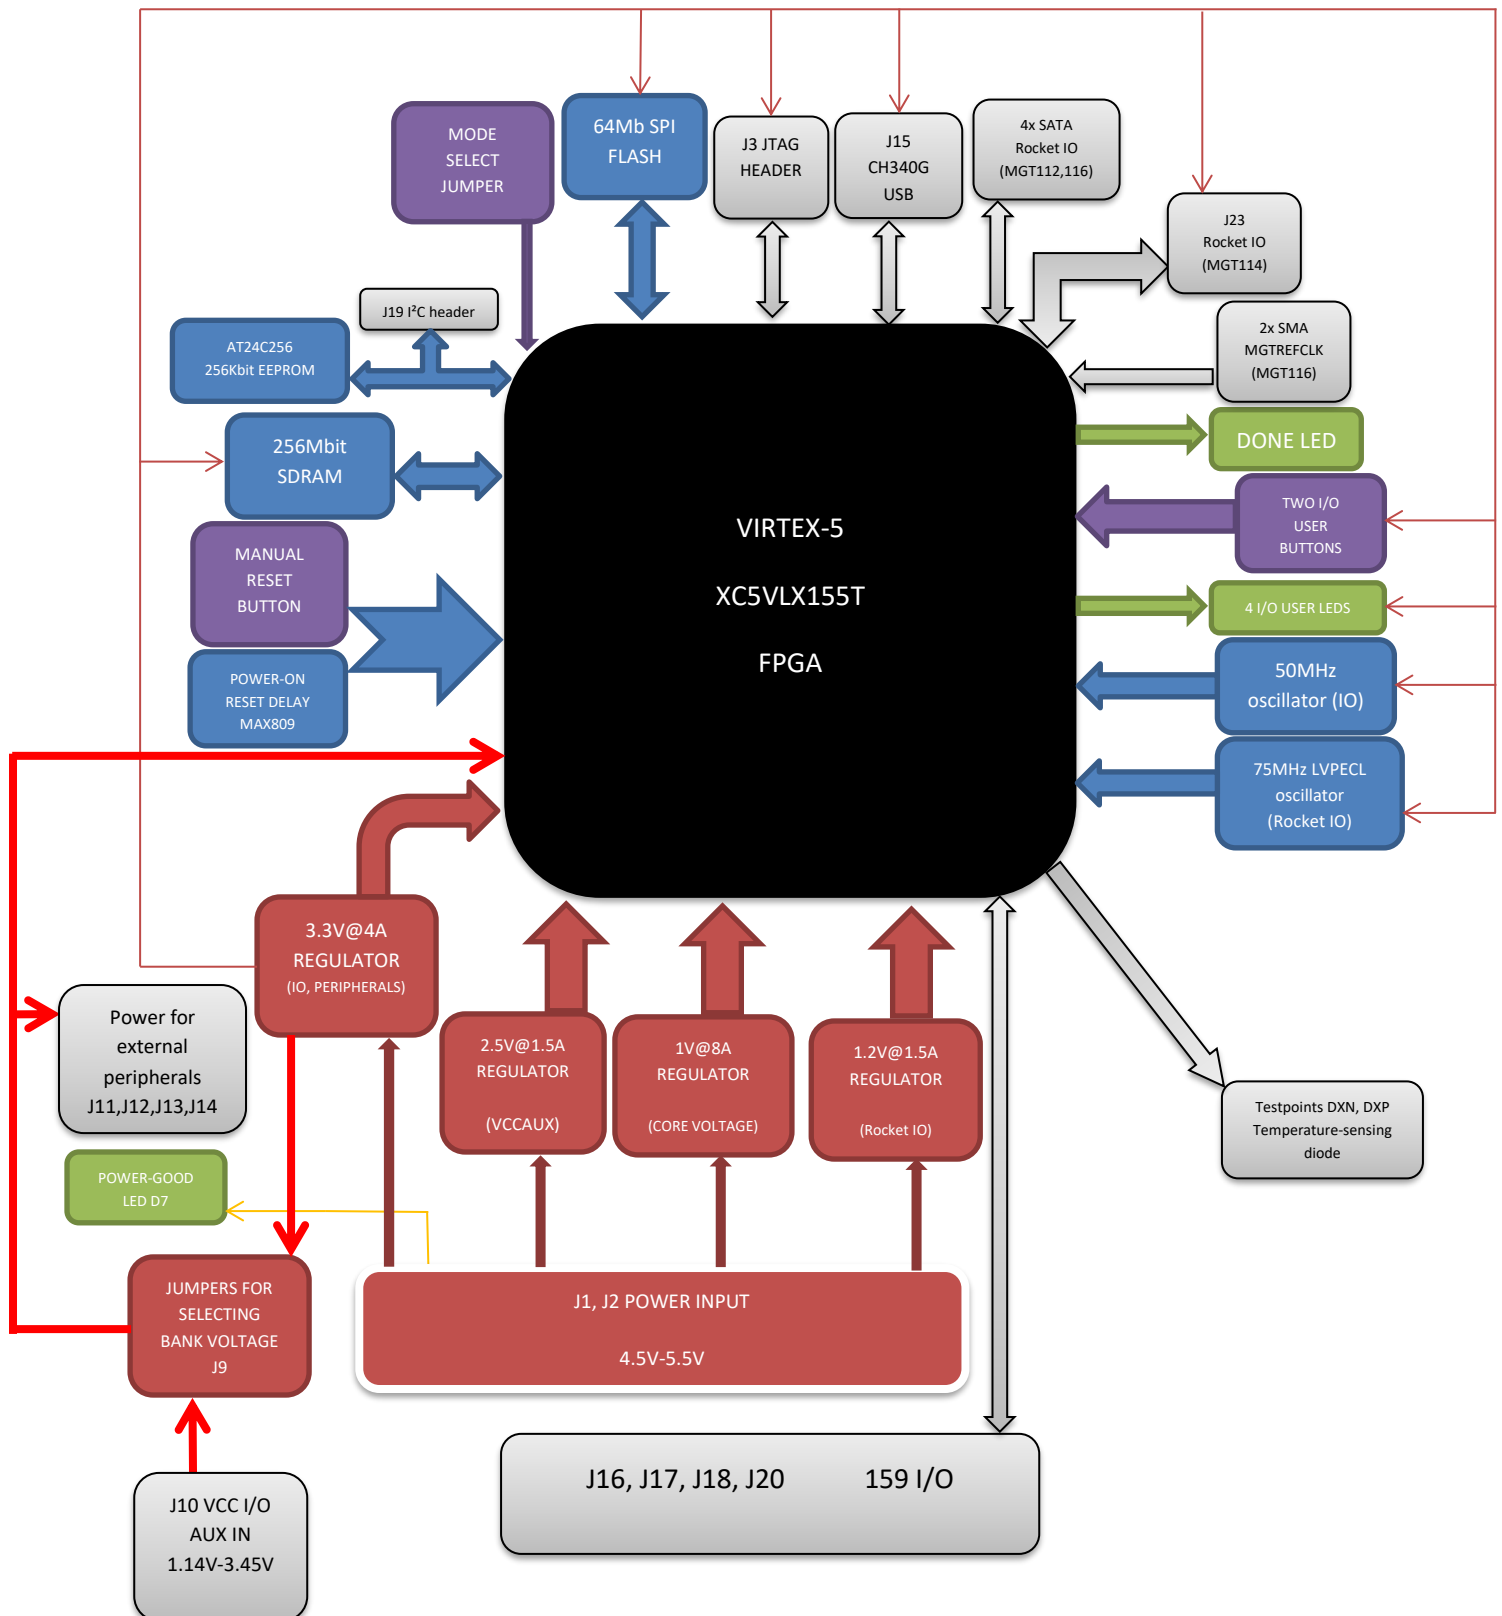 MODE
SELECT
JUMPER
64Mb SPI
FLASH
J3 JTAG
HEADER
J15
CH340G
USB
4x SATA
Rocket IO
(MGT112,116)
J23
Rocket IO
(MGT114)
J19 I²C header
AT24C256
256Kbit EEPROM
2x SMA
MGTREFCLK
(MGT116)
256Mbit
SDRAM
DONE LED
MANUAL
RESET
BUTTON
TWO I/O
USER
BUTTONS
VIRTEX-5
XC5VLX155T
FPGA
4 I/O USER LEDS
POWER-ON
RESET DELAY
MAX809
50MHz
oscillator (IO)
75MHz LVPECL
oscillator
(Rocket IO)
3.3V@4A
REGULATOR
(IO, PERIPHERALS)
Power for
external
peripherals
J11,J12,J13,J14
2.5V@1.5A
REGULATOR
(VCCAUX)
1V@8A
REGULATOR
(CORE VOLTAGE)
1.2V@1.5A
REGULATOR
(Rocket IO)
Testpoints DXN, DXP
Temperature-sensing
diode
POWER-GOOD
LED D7
JUMPERS FOR
SELECTING
BANK VOLTAGE
J9
J1, J2 POWER INPUT
4.5V-5.5V
J16, J17, J18, J20 159 I/O
J10 VCC I/O
AUX IN
1.14V-3.45V